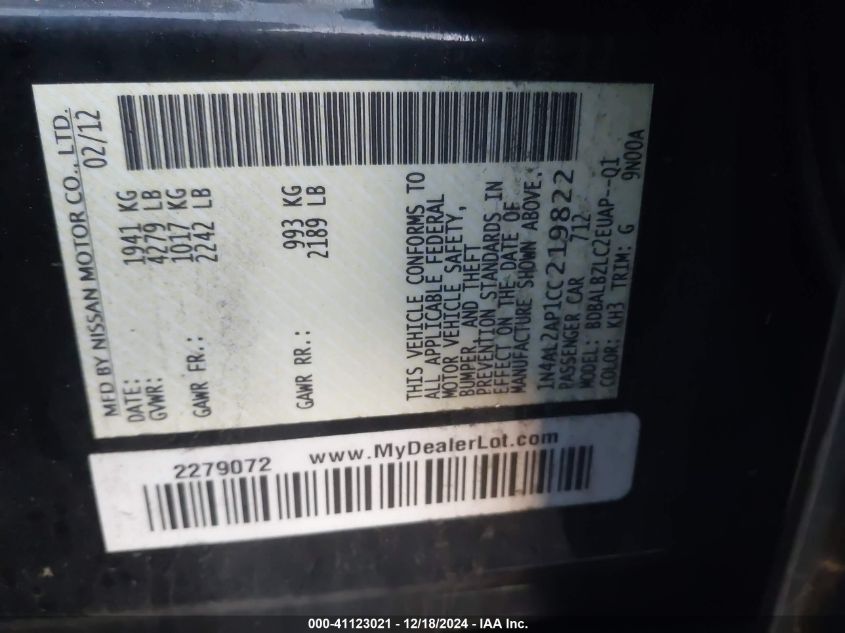 MFD BY NISSAN MOTOR CO., LTD.
DATE: 02/12
GVWR: 1941 KG
4279 LB
GAWR FR.: 1017 KG
2242 LB
GAWR RR.: 993 KG
2189 LB
THIS VEHICLE CONFORMS TO
ALL APPLICABLE FEDERAL
MOTOR VEHICLE SAFETY,
BUMPER, AND THEFT
PREVENTION STANDARDS IN
EFFECT ON THE DATE OF
MANUFACTURE SHOWN ABOVE.
1N4AL2AP1CC219822
PASSENGER CAR 712
MODEL: BDBALBZLC2EUAP--Q1
COLOR: KH3 TRIM: G 9N00A
2279072 www.MyDealerLot.com
000-41123021 - 12/18/2024 - IAA Inc.